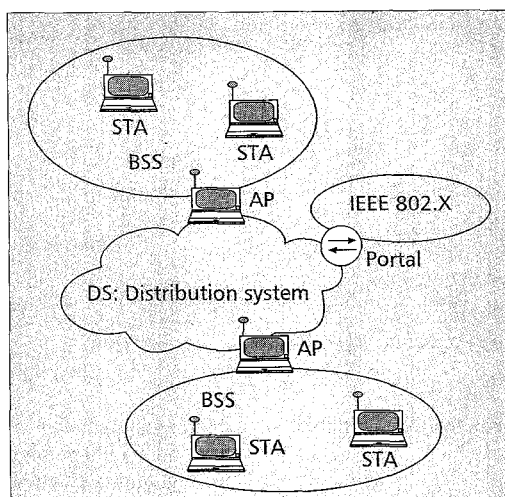 STA
STA
BSS
AP
IEEE 802.X
Portal
DS: Distribution system
AP
BSS
STA
STA